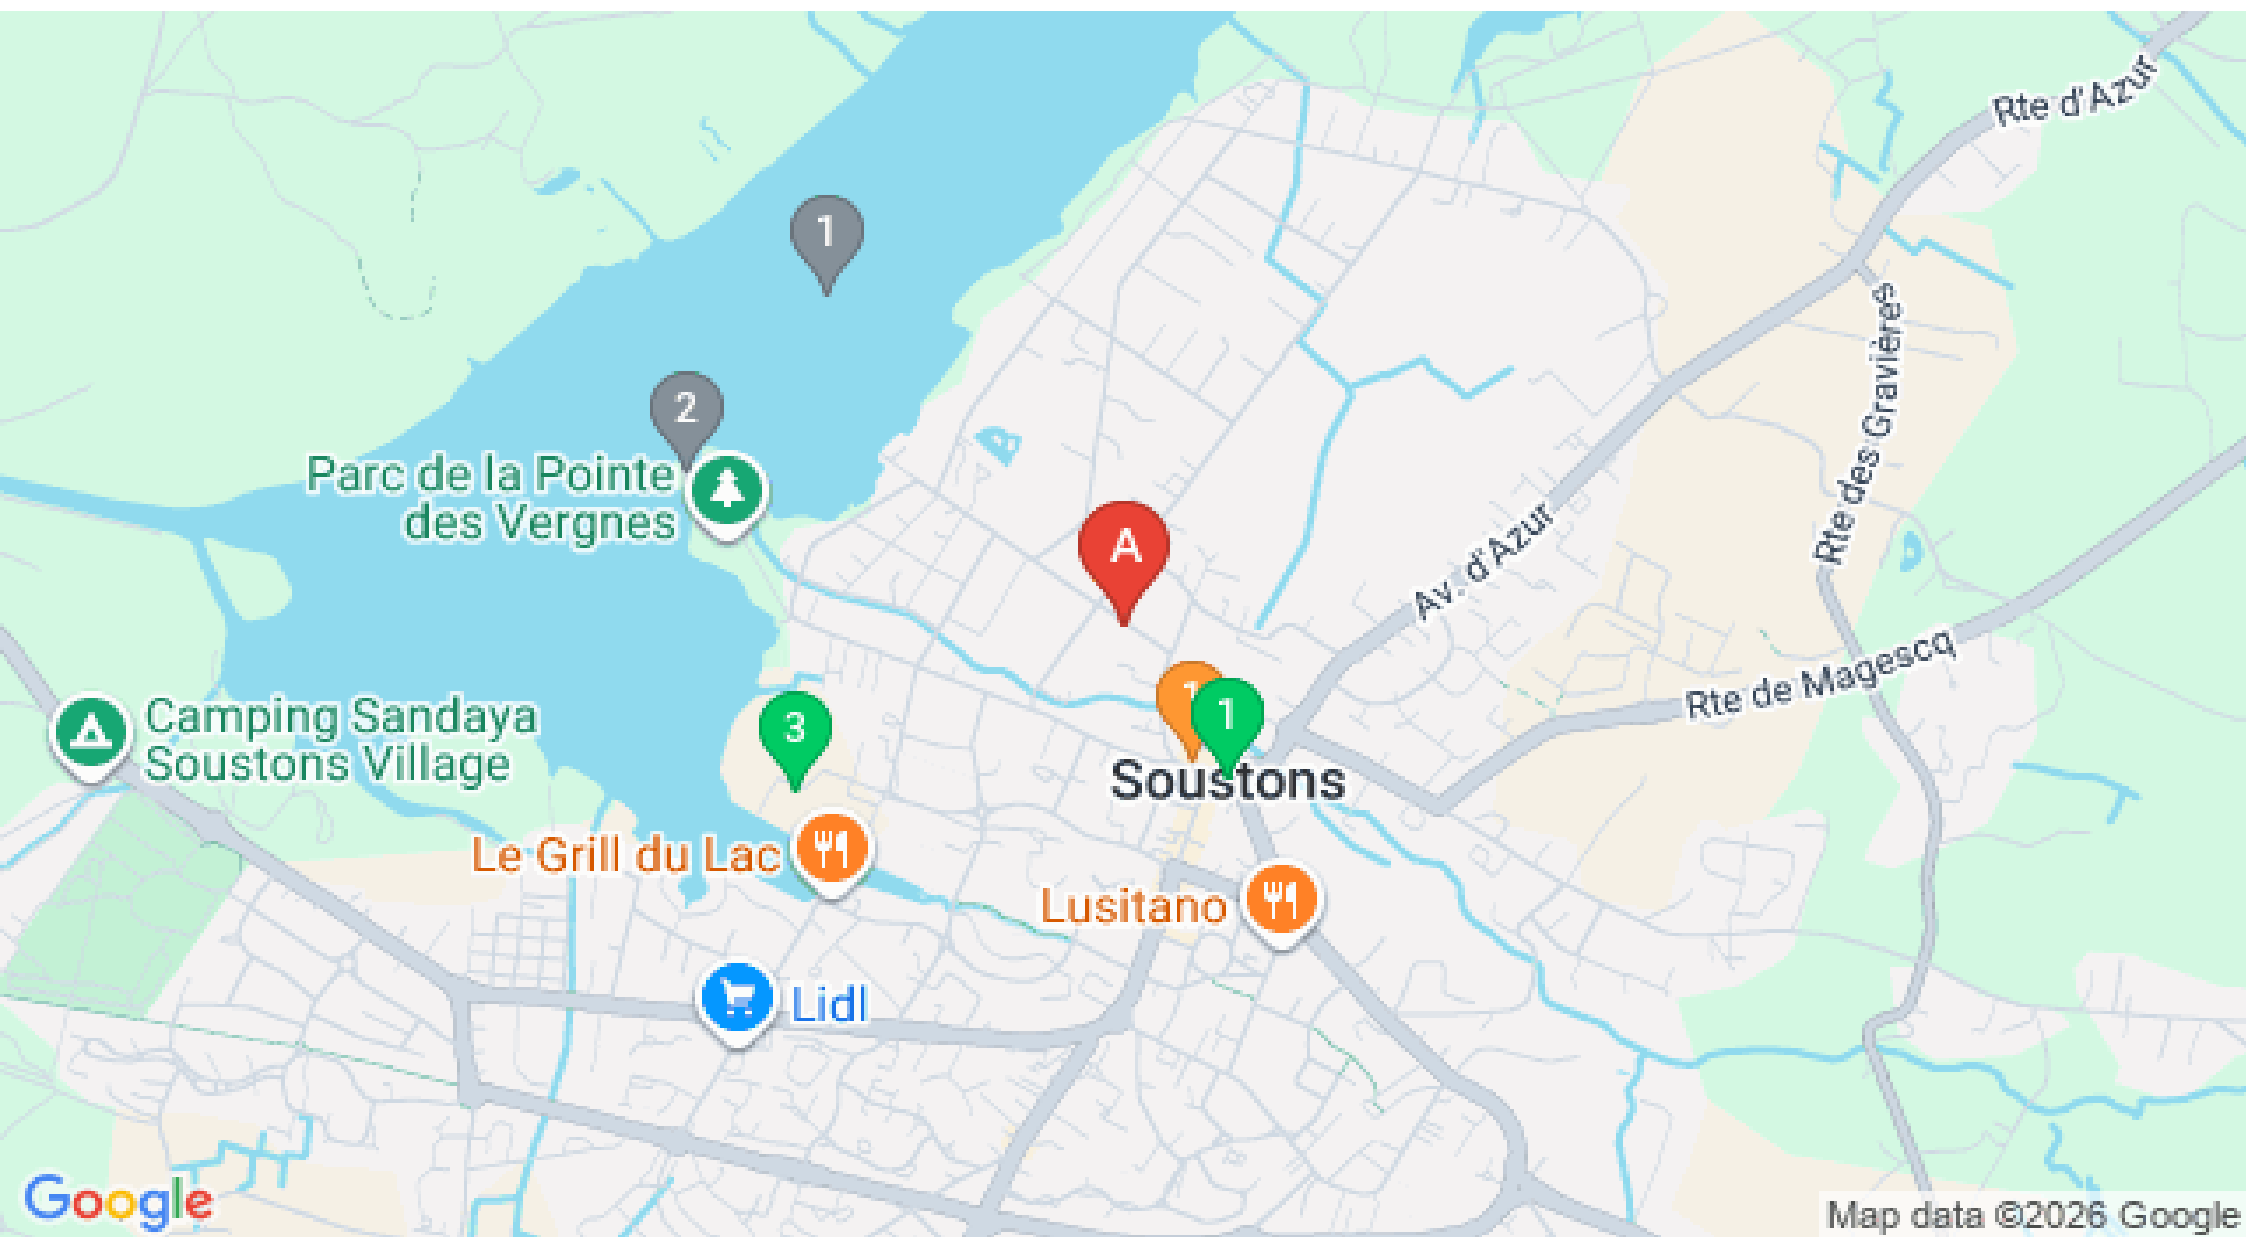 Rte d'Azur
1
Rte des Gravières
2
Parc de la Pointe
des Vergnes
A
Av. d'Azur
Rte de Magescq
1
1
3
Camping Sandaya
Soustons Village
Soustons
Le Grill du Lac
Lusitano
Lidl
Google
Map data ©2026 Google